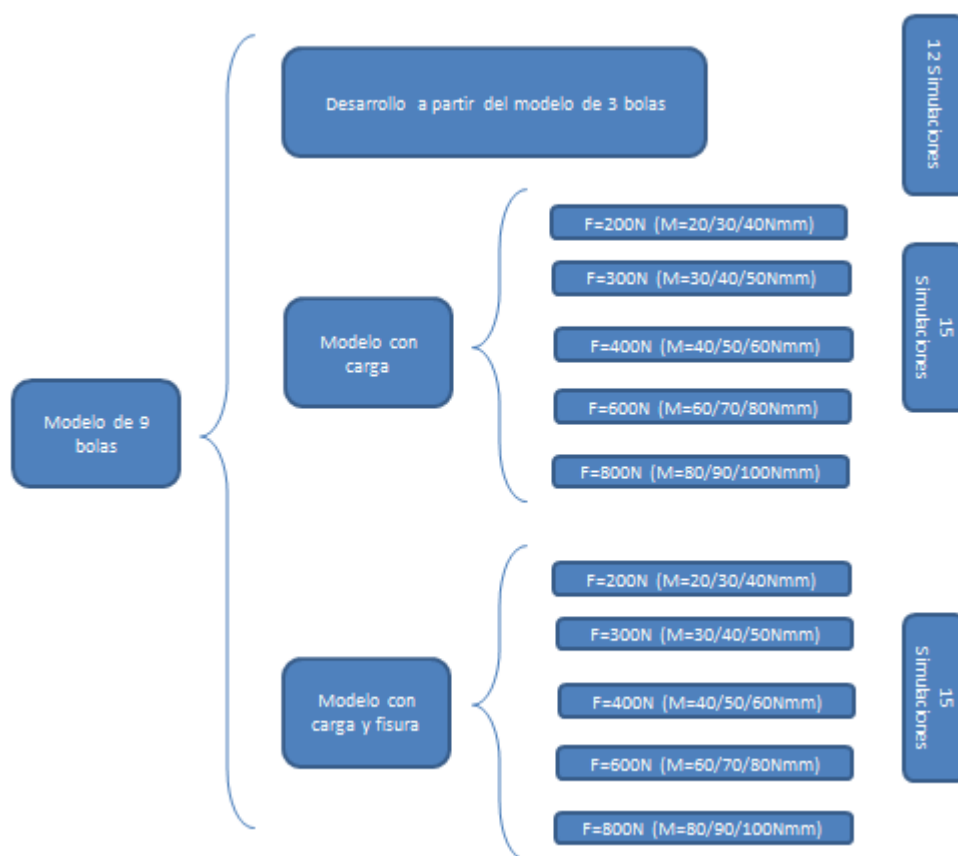 Modelo de 9
bolas
Desarrollo a partir del modelo de 3 bolas
12 Simulaciones
Modelo con
carga
F=200N (M=20/30/40Nmm)
F=300N (M=30/40/50Nmm)
F=400N (M=40/50/60Nmm)
F=600N (M=60/70/80Nmm)
F=800N (M=80/90/100Nmm)
15
Simulaciones
Modelo con
carga y fisura
F=200N (M=20/30/40Nmm)
F=300N (M=30/40/50Nmm)
F=400N (M=40/50/60Nmm)
F=600N (M=60/70/80Nmm)
F=800N (M=80/90/100Nmm)
15
Simulaciones